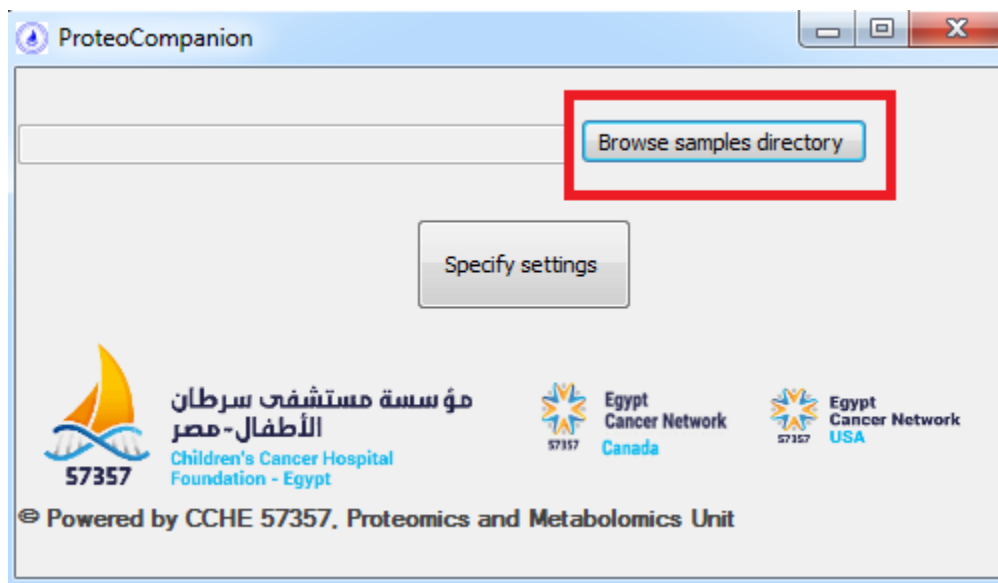 ProteoCompanion
Browse samples directory
Specify settings
مؤسسة مستشفى سرطان
الأطفال-مصر
Children's Cancer Hospital
Foundation - Egypt
57357
Egypt
Cancer Network
Canada
57357
Egypt
Cancer Network
USA
57357
© Powered by CCHE 57357, Proteomics and Metabolomics Unit